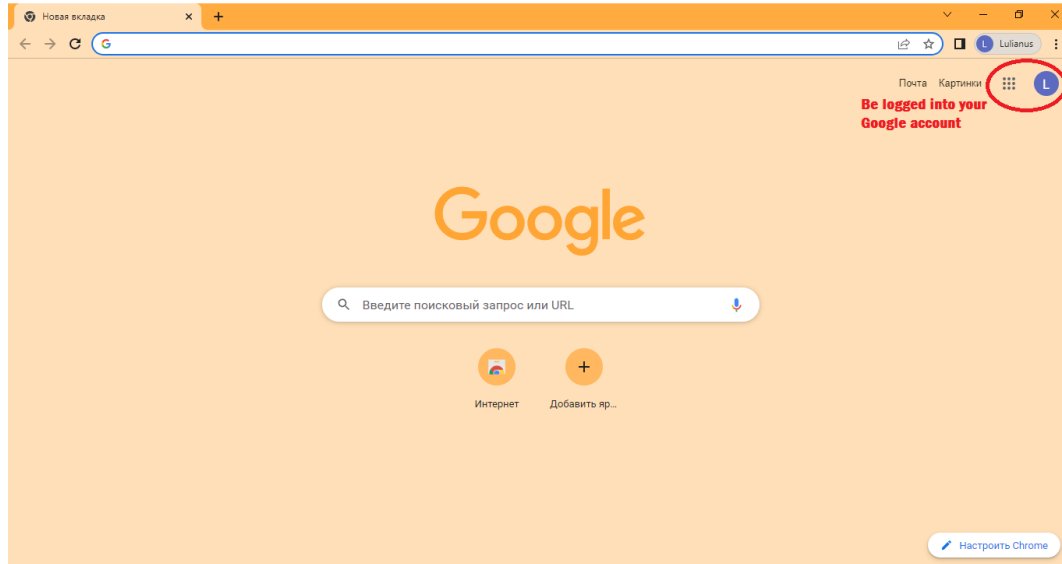 Новая вкладка
G
L Lulianus
Почта Картинки L
Be logged into your
Google account
Google
Введите поисковый запрос или URL
Интернет Добавить яр...
Настроить Chrome